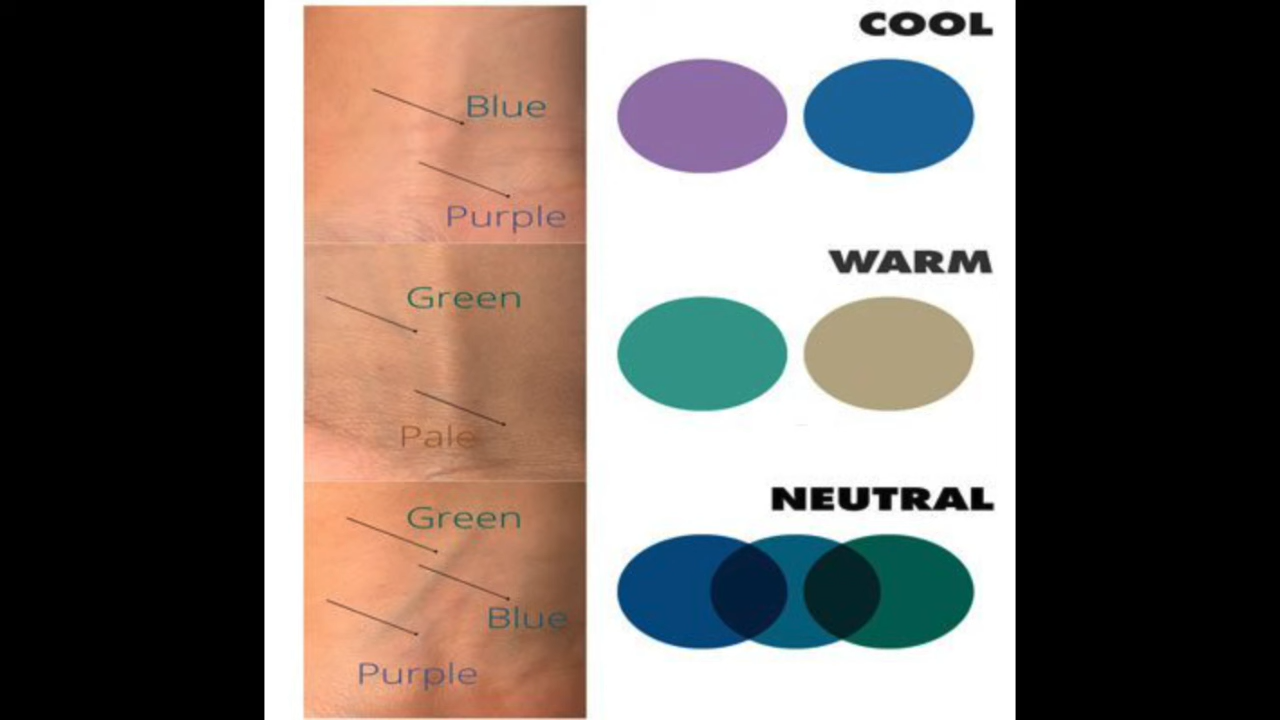 COOL
Blue
Purple
WARM
Green
Pale
NEUTRAL
Green
Blue
Purple